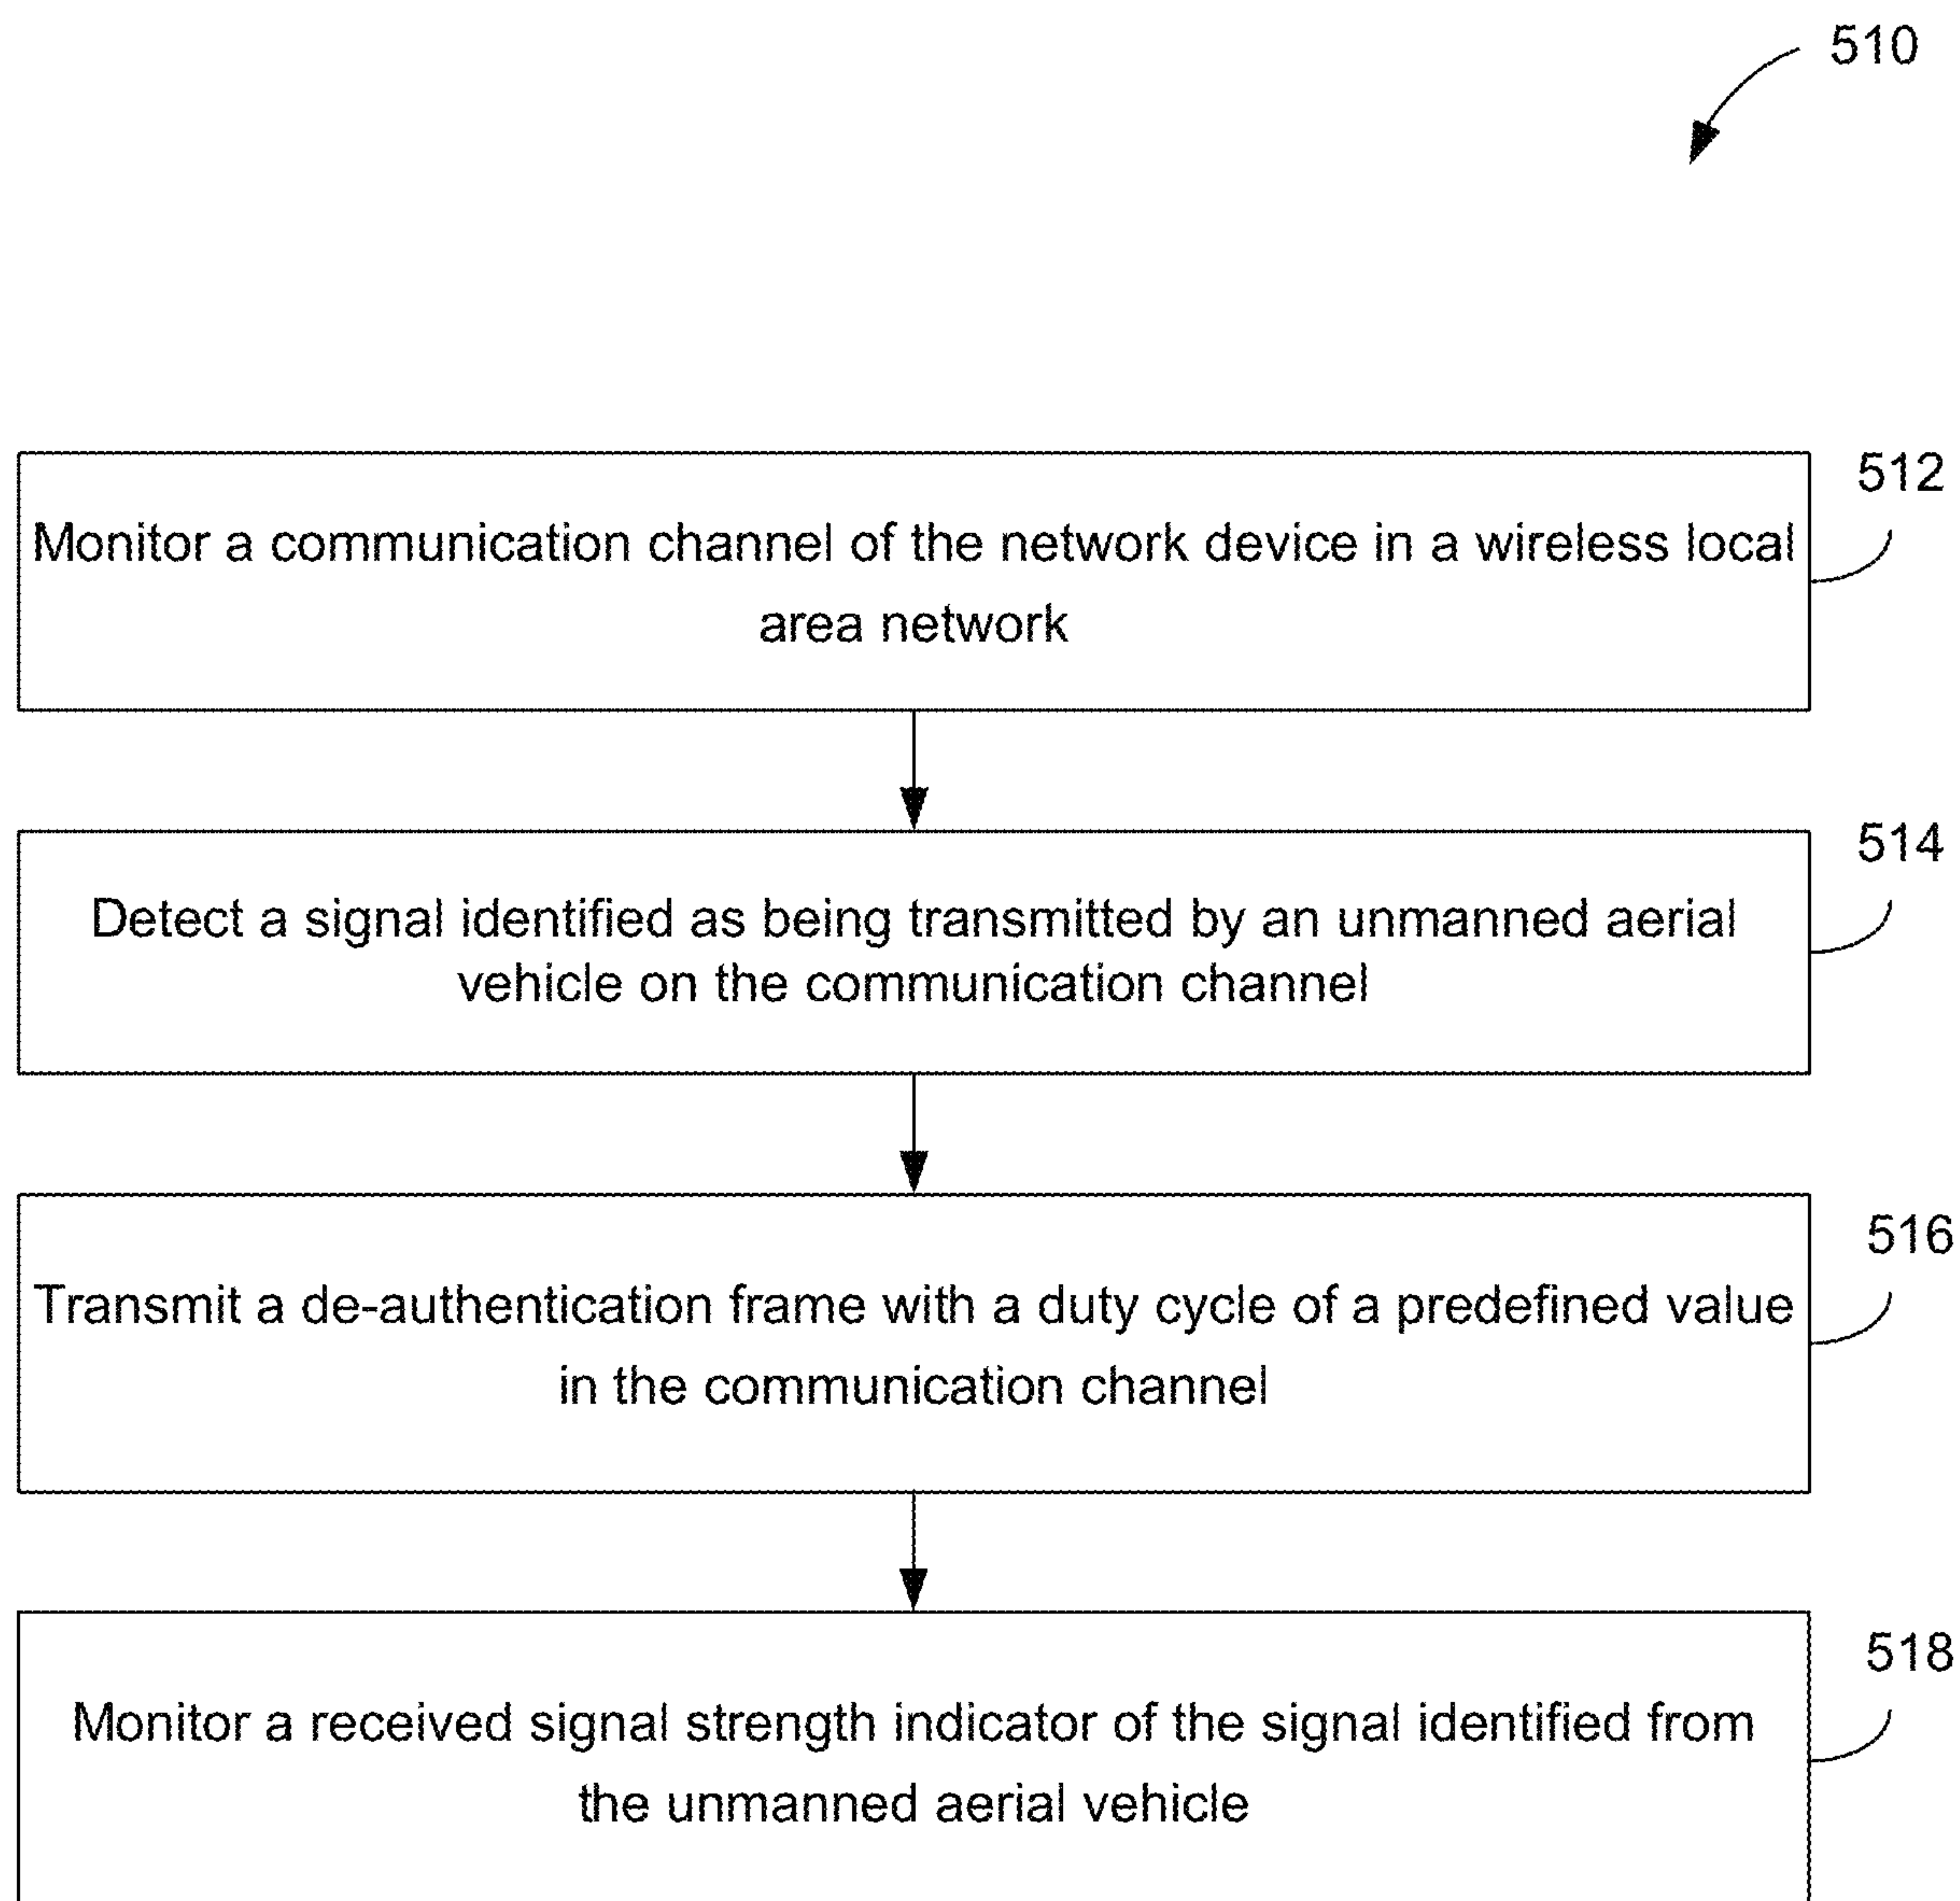 510
512
Monitor a communication channel of the network device in a wireless local
area network
514
Detect a signal identified as being transmitted by an unmanned aerial
vehicle on the communication channel
516
Transmit a de-authentication frame with a duty cycle of a predefined value
in the communication channel
518
Monitor a received signal strength indicator of the signal identified from
the unmanned aerial vehicle